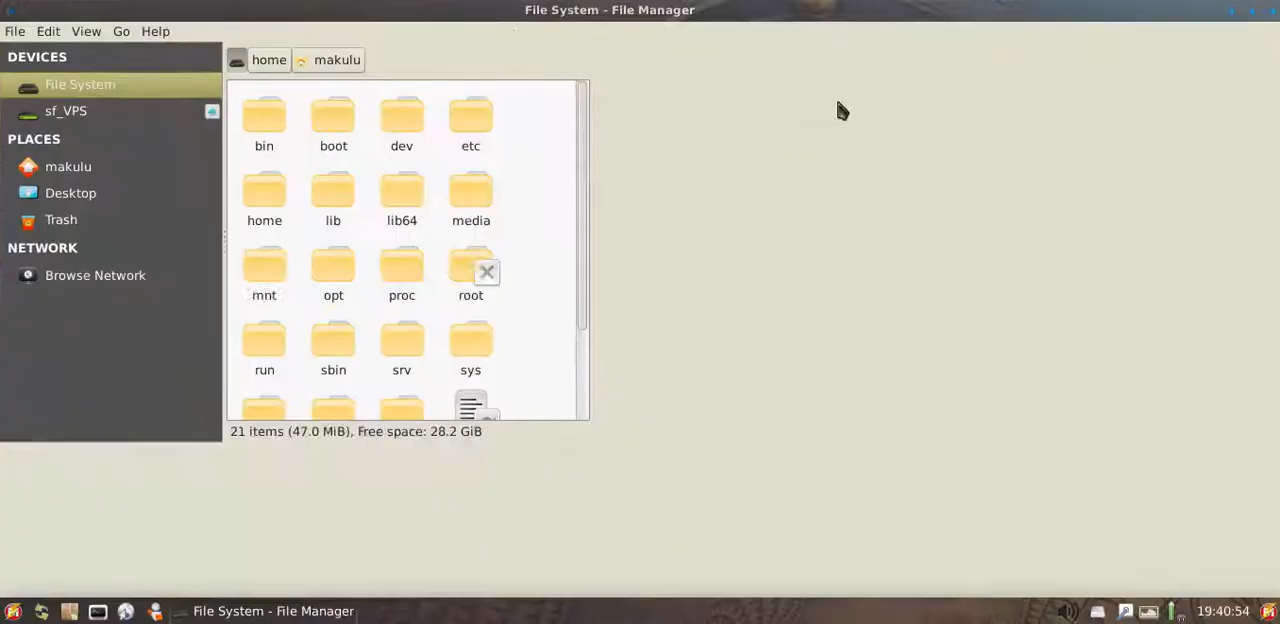 File System - File Manager
File Edit View Go Help
DEVICES
File System
sf_VPS
PLACES
makulu
Desktop
Trash
NETWORK
Browse Network
home makulu
bin boot dev etc
home lib lib64 media
mnt opt proc root
run sbin srv sys
21 items (47.0 MiB), Free space: 28.2 GiB
File System - File Manager 19:40:54